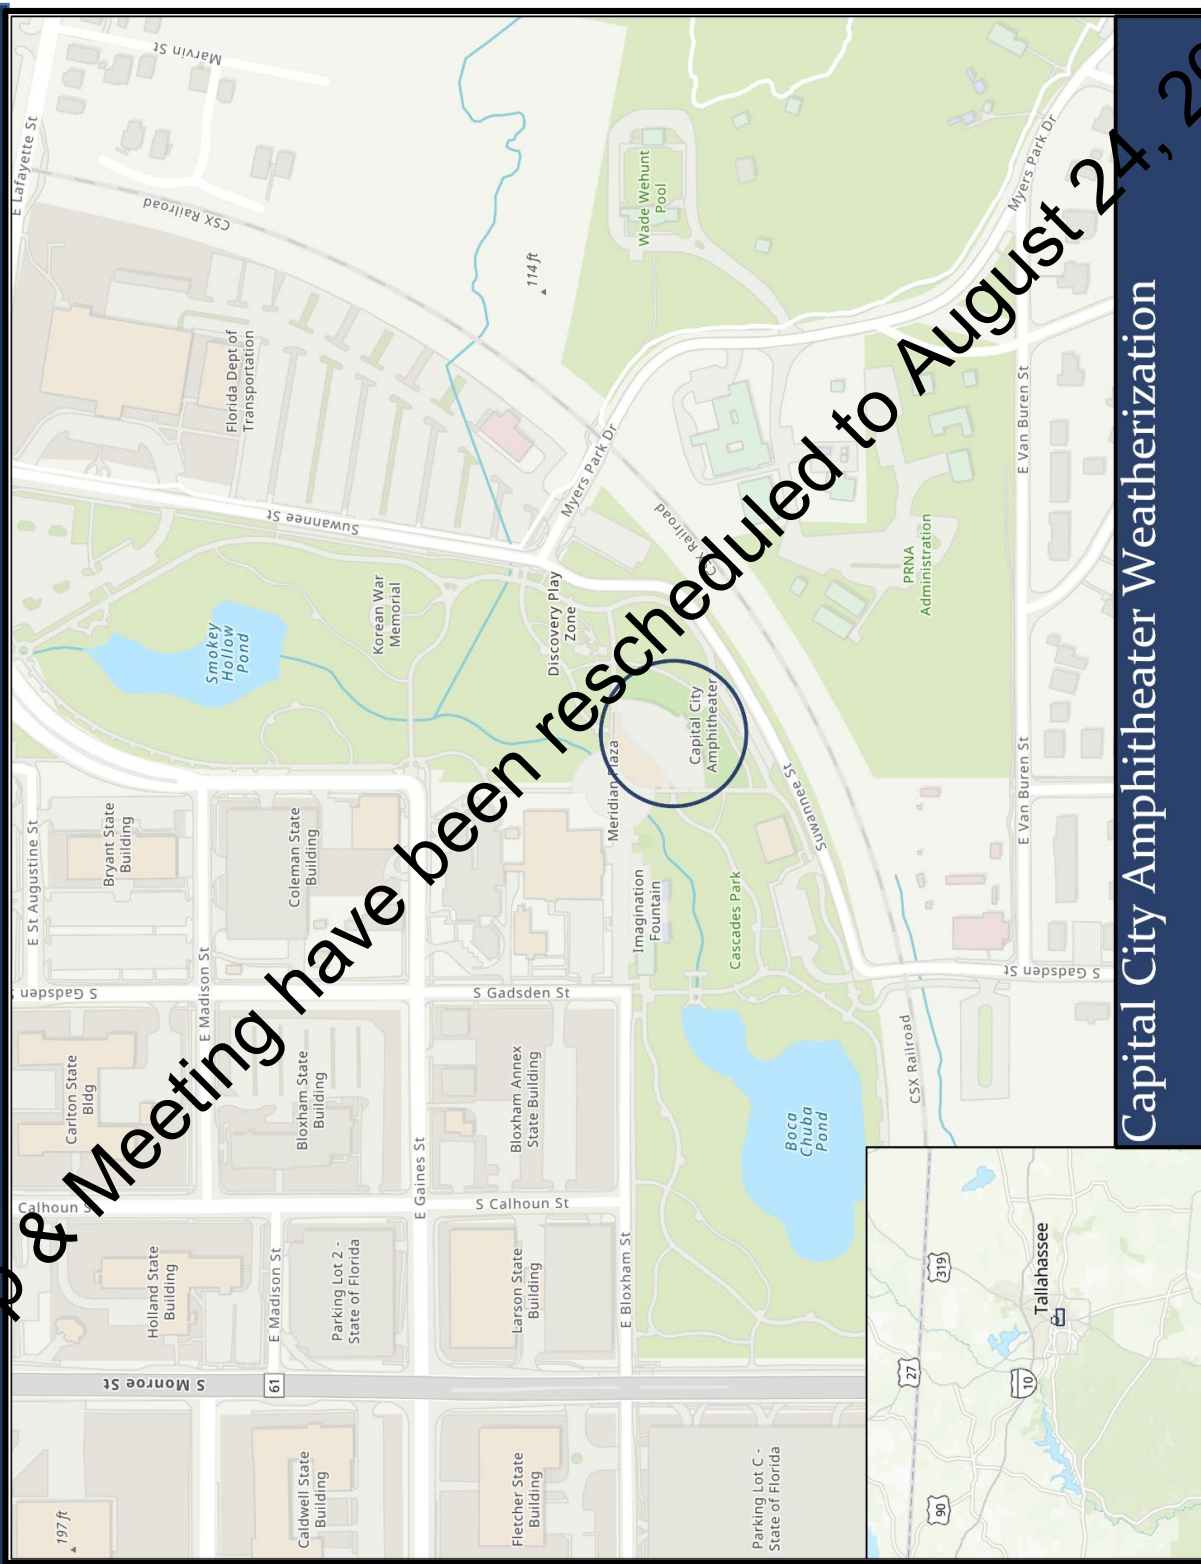 & Meeting have been rescheduled to August 24,
Capital City Amphitheater Weatherization
E Lafayette St
Marvin St
CSX Railroad
Florida Dept of
Transportation
114 ft
Wade Wehunt
Pool
Myers Park Dr
Suwannee St
Myers Park Dr
Railroad
E Van Buren St
Smokey
Hollow
Pond
Korean War
Memorial
Discovery Play
Zone
PRNA
Administration
Capital City
Amphitheater
Meridian Plaza
Suwannee St
E Van Buren St
E St Augustine St
Bryant State
Building
Coleman State
Building
Imagination
Fountain
Cascades Park
S Gadsden St
E Madison St
S Gadsden St
S Gadsden St
Carlton State
Bldg
Bloxham State
Building
Bloxham Annex
State Building
CSX Railroad
Boca
Chuba
Pond
Calhoun S
E Gaines St
S Calhoun St
Holland State
Building
E Madison St
Parking Lot 2 -
State of Florida
Larson State
Building
E Bloxham St
S Monroe St
61
197 ft
Caldwell State
Building
Fletcher State
Building
Parking Lot C -
State of Florida
Tallahassee
319
27
10
90